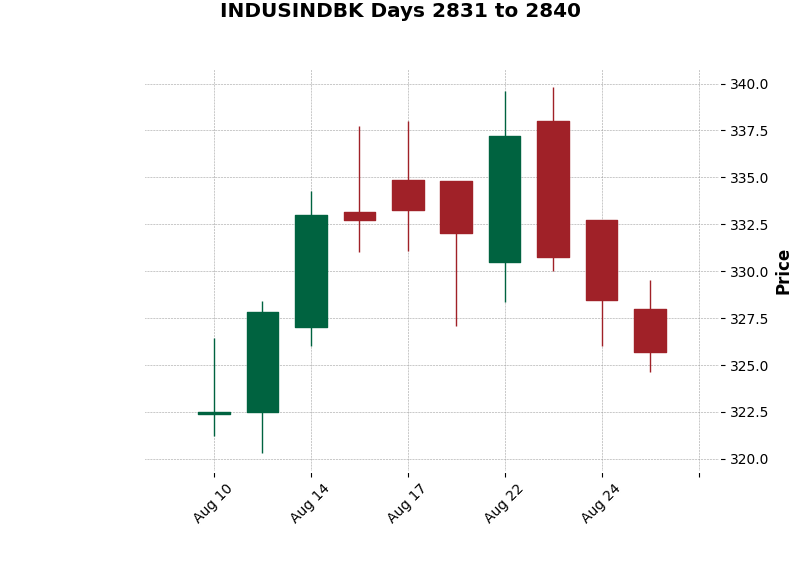 INDUSINDBK Days 2831 to 2840
340.0
337.5
335.0
332.5
330.0
327.5
325.0
322.5
320.0
Price
Aug 10
Aug 14
Aug 17
Aug 22
Aug 24